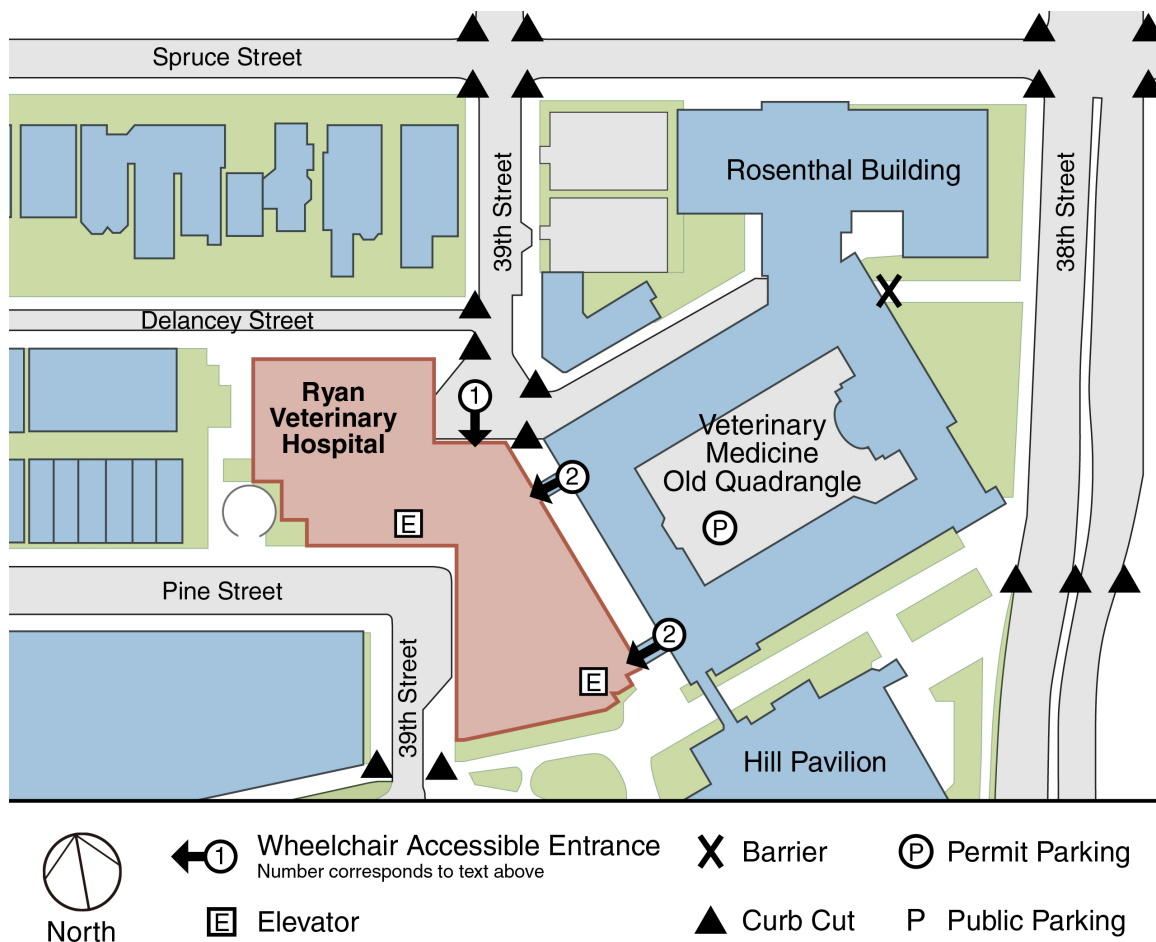 Spruce Street
39th Street
Rosenthal Building
38th Street
Delancey Street
Ryan
Veterinary
Hospital
1
Veterinary
Medicine
Old Quadrangle
2
P
E
Pine Street
2
E
39th Street
Hill Pavilion
1
Wheelchair Accessible Entrance
Number corresponds to text above
Barrier
P
Permit Parking
North
E
Elevator
Curb Cut
P
Public Parking